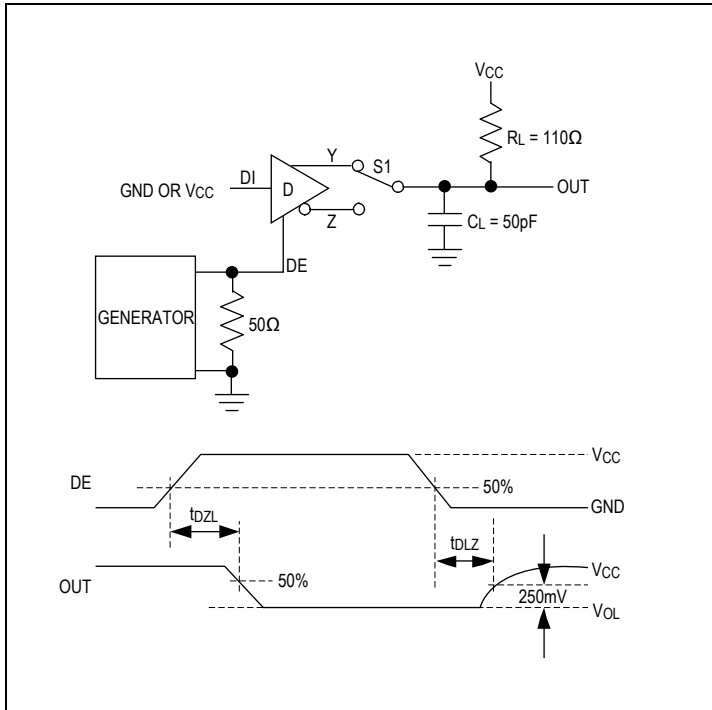 VCC
RL = 110Ω
Y
S1
DI
D
GND OR VCC
OUT
Z
CL = 50pF
DE
GENERATOR
50Ω
VCC
DE
50%
GND
tDZL
tDLZ
VCC
OUT
50%
250mV
VOL